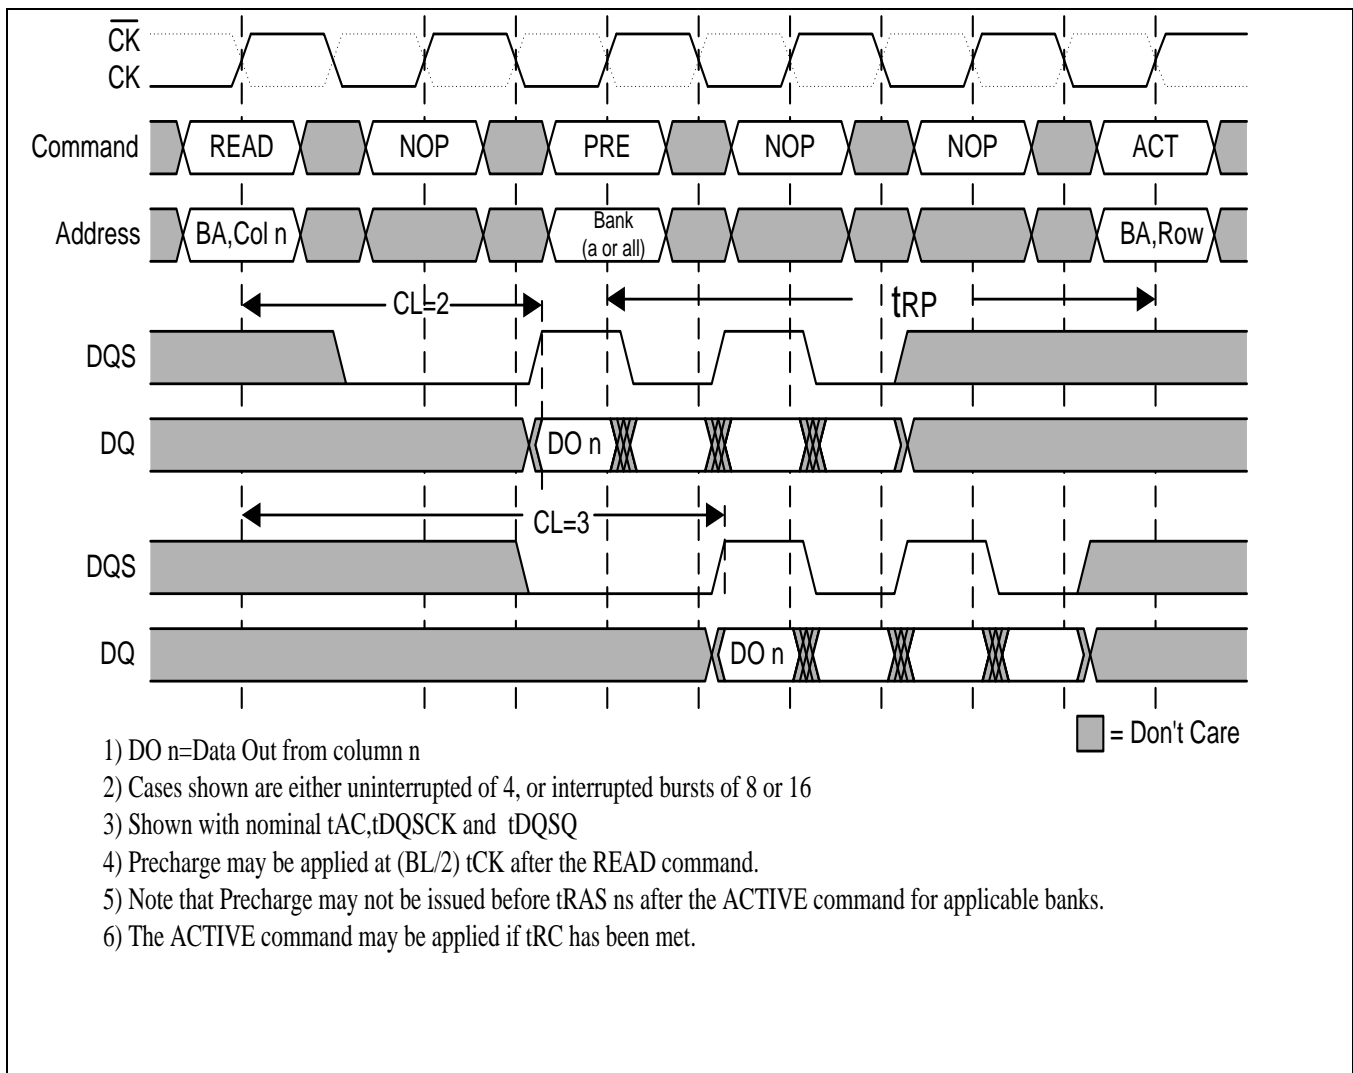 CK
CK
Command READ NOP PRE NOP NOP ACT
Address BA,Col n Bank (a or all) BA,Row
CL=2 tRP
DQS
DQ DO n
CL=3
DQS
DQ DO n
= Don't Care
1) DO n=Data Out from column n
2) Cases shown are either uninterrupted of 4, or interrupted bursts of 8 or 16
3) Shown with nominal tAC,tDQSCK and tDQSQ
4) Precharge may be applied at (BL/2) tCK after the READ command.
5) Note that Precharge may not be issued before tRAS ns after the ACTIVE command for applicable banks.
6) The ACTIVE command may be applied if tRC has been met.